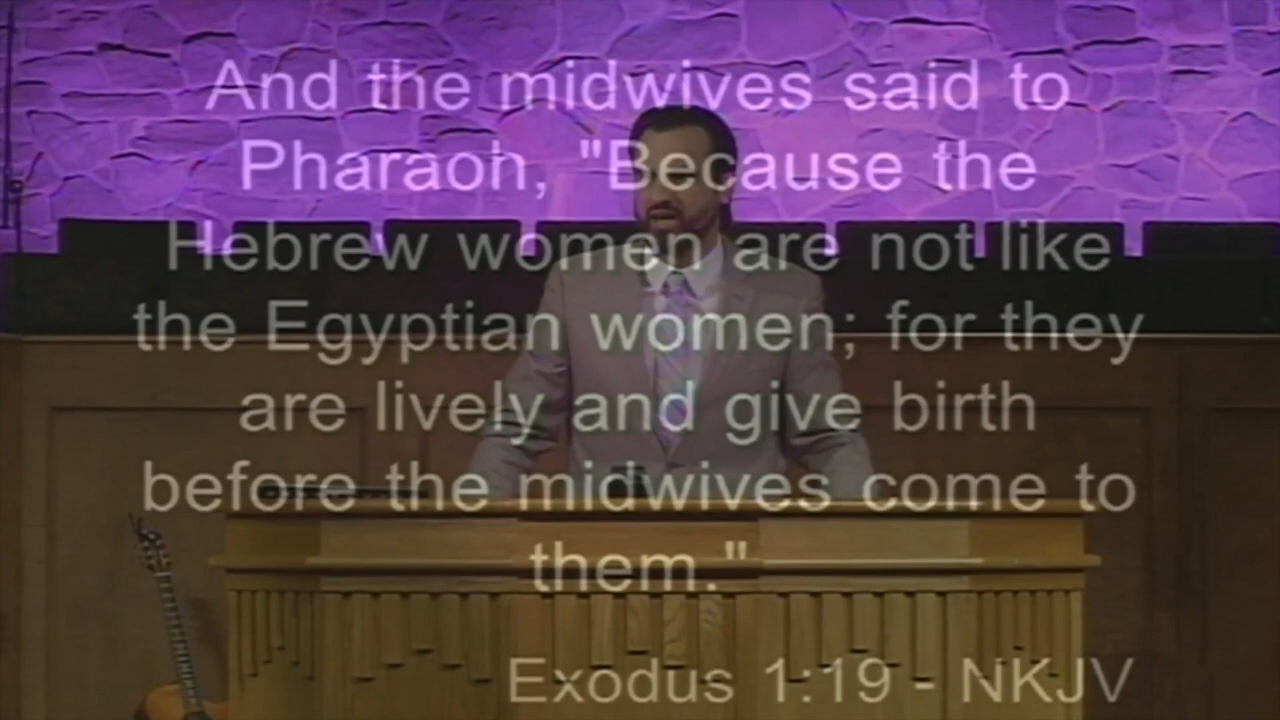 And the midwives said to
Pharaoh, "Because the
Hebrew women are not like
the Egyptian women; for they
are lively and give birth
before the midwives come to
them."
Exodus 1:19 - NKJV